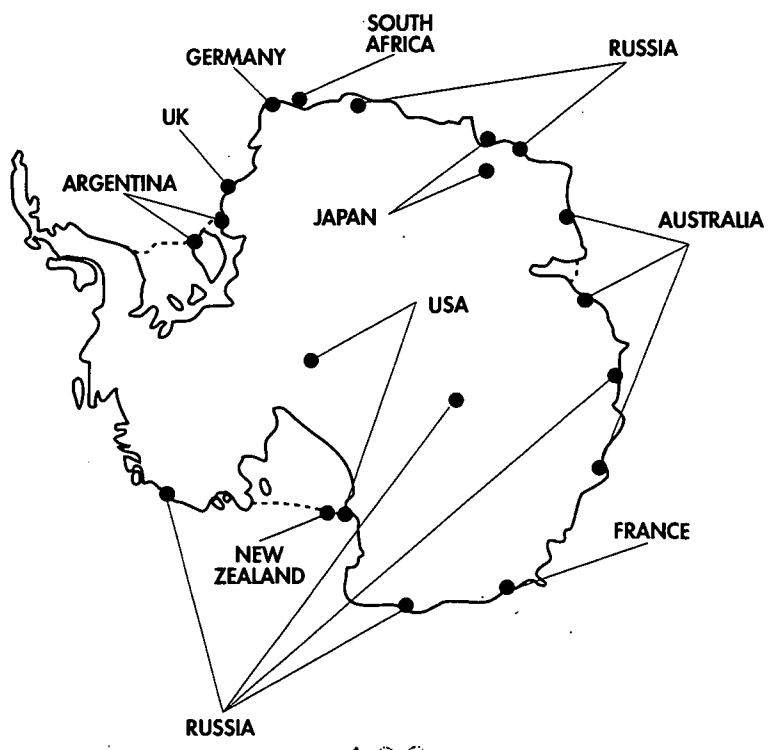 SOUTH
AFRICA
GERMANY
RUSSIA
UK
ARGENTINA
JAPAN
AUSTRALIA
USA
FRANCE
NEW
ZEALAND
RUSSIA